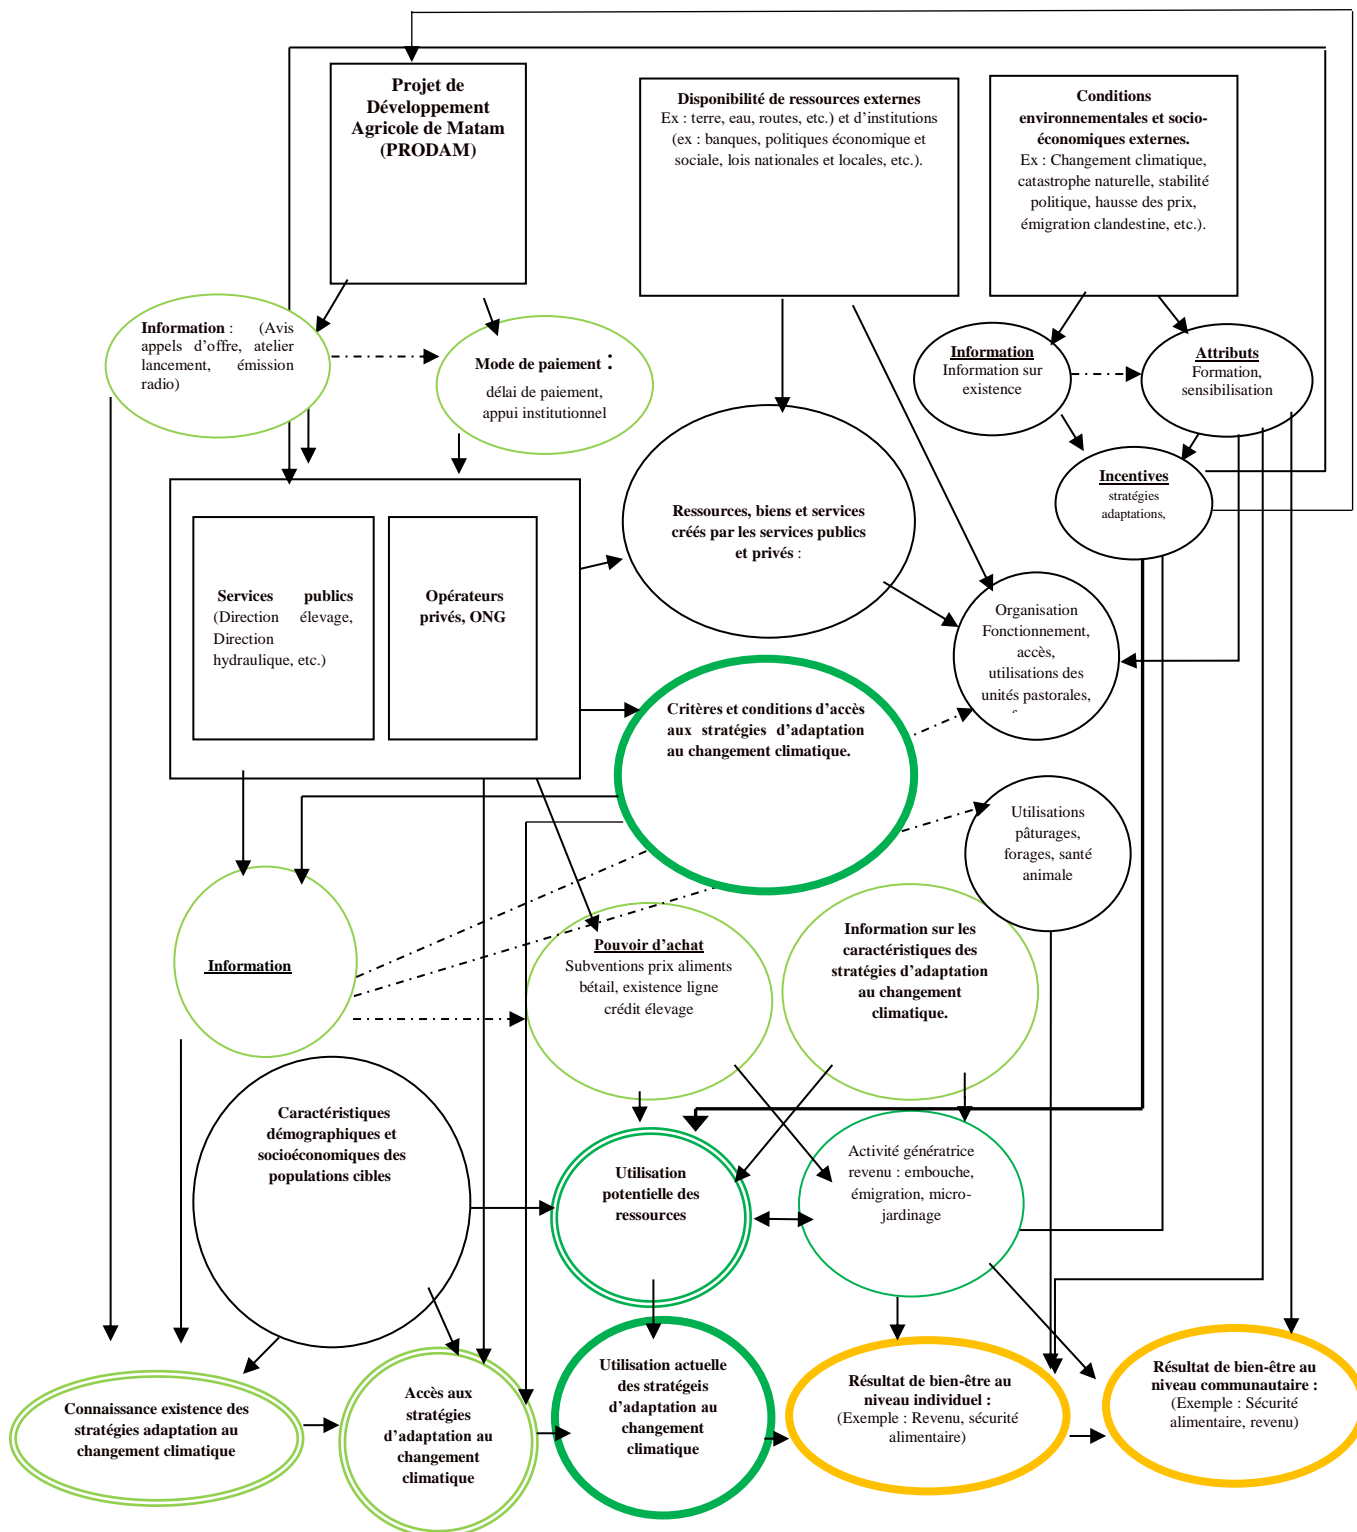 Projet de
Développement
Agricole de Matam
(PRODAM)
Disponibilité de ressources externes
Ex : terre, eau, routes, etc.) et d’institutions
(ex : banques, politiques économique et
sociale, lois nationales et locales, etc.).
Conditions
environnementales et socio-
économiques externes.
Ex : Changement climatique,
catastrophe naturelle, stabilité
politique, hausse des prix,
émigration clandestine, etc.).
Information : (Avis
appels d’offre, atelier
lancement, émission
radio)
Mode de paiement :
délai de paiement,
appui institutionnel
Information
Information sur
existence
Attributs
Formation,
sensibilisation
Incentives
stratégies
adaptations,
Ressources, biens et services
créés par les services publics
et privés :
Services publics
(Direction élevage,
Direction
hydraulique, etc.)
Opérateurs
privés, ONG
Organisation
Fonctionnement,
accès,
utilisations des
unités pastorales,
Critères et conditions d’accès
aux stratégies d’adaptation
au changement climatique.
Utilisations
pâturages,
forages, santé
animale
Information
Pouvoir d’achat
Subventions prix aliments
bétail, existence ligne
crédit élevage
Information sur les
caractéristiques des
stratégies d’adaptation
au changement
climatique.
Caractéristiques
démographiques et
socioéconomiques des
populations cibles
Utilisation
potentielle des
ressources
Activité génératrice
revenu : embouche,
émigration, micro-
jardinage
Connaissance existence des
stratégies adaptation au
changement climatique
Accès aux
stratégies
d’adaptation au
changement
climatique
Utilisation actuelle
des stratégeis
d’adaptation au
changement
climatique
Résultat de bien-être au
niveau individuel :
(Exemple : Revenu, sécurité
alimentaire)
Résultat de bien-être au
niveau communautaire :
(Exemple : Sécurité
alimentaire, revenu)